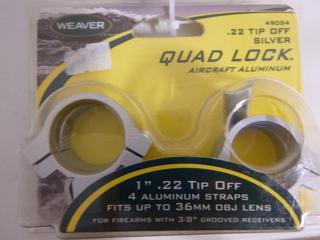 WEAVER
49054
.22 TIP OFF
SILVER
QUAD LOCK
AIRCRAFT ALUMINUM
1" .22 TIP OFF
4 ALUMINUM STRAPS
FITS UP TO 36MM OBJ LENS
FOR FIREARMS WITH 3/8" GROOVED RECEIVERS